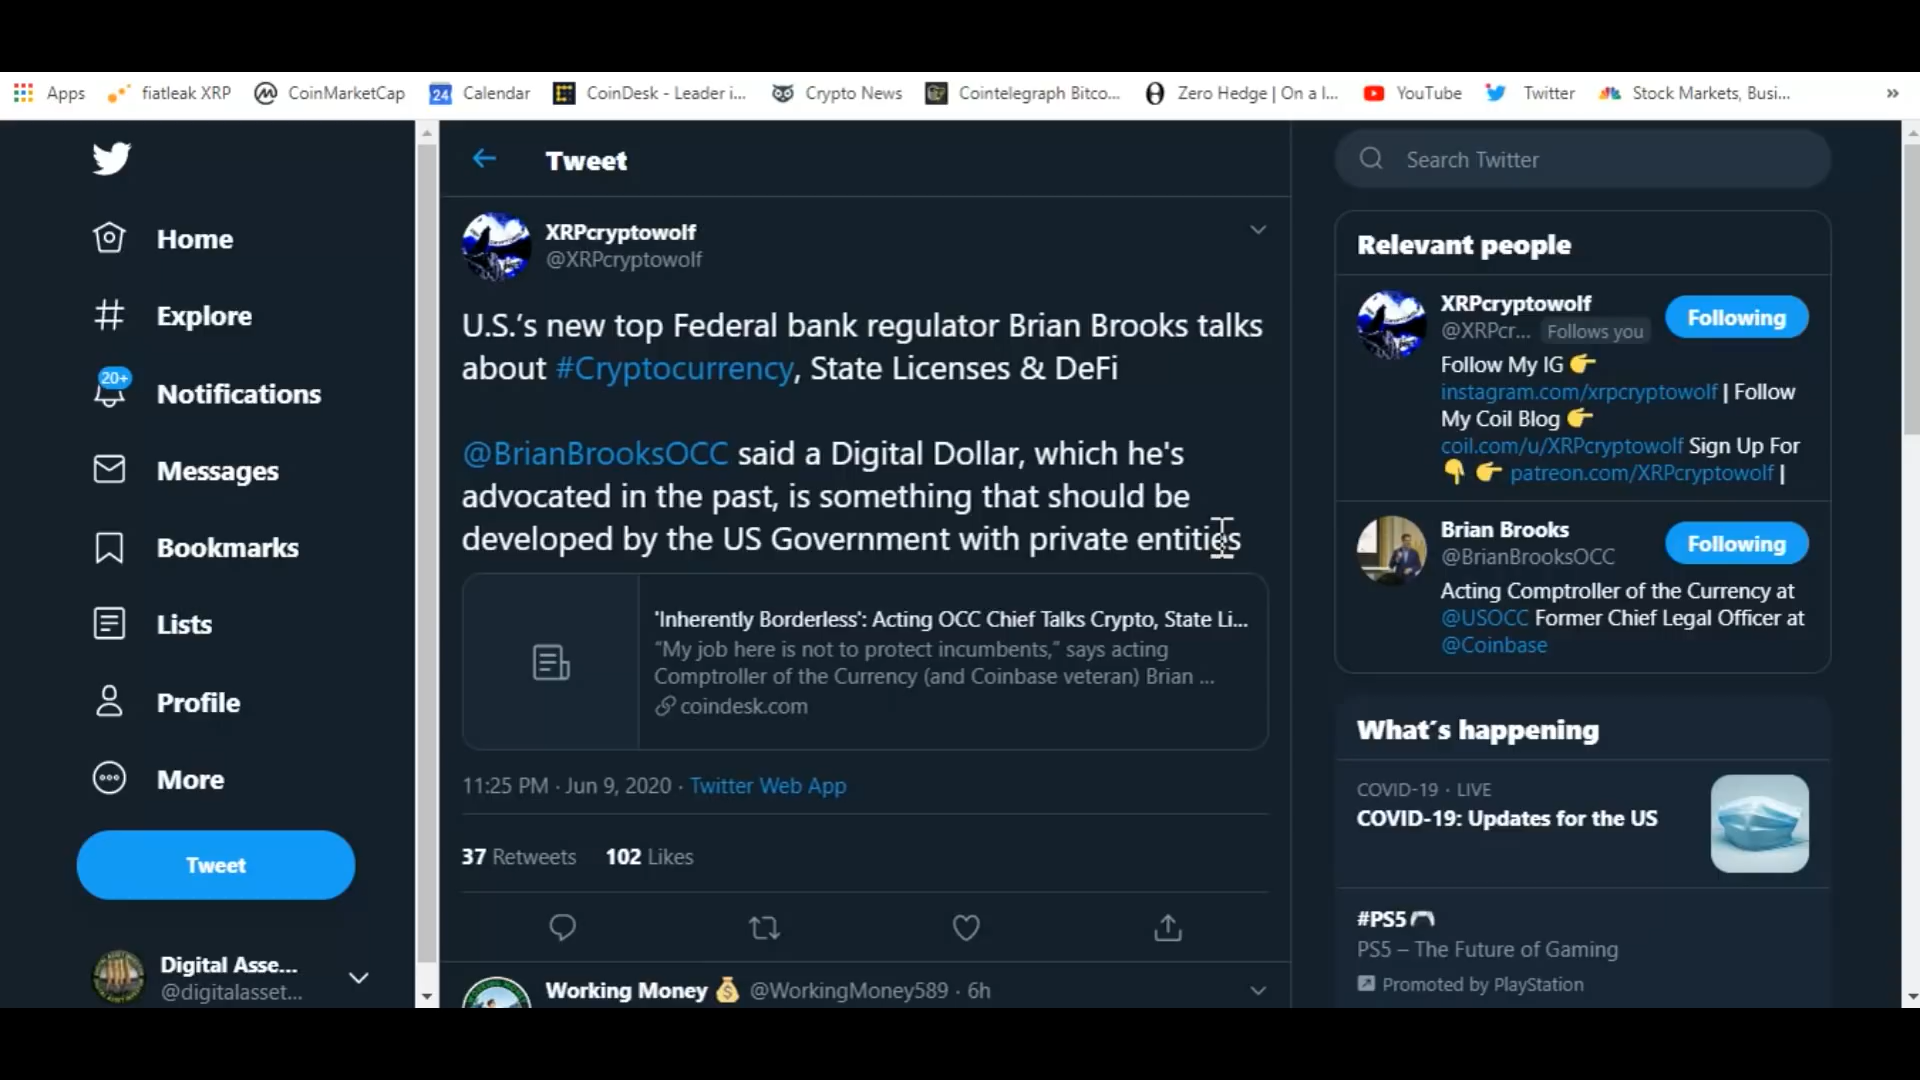 Apps fiatleak XRP CoinMarketCap 24 Calendar CoinDesk - Leader i... Crypto News Cointelegraph Bitco... Zero Hedge | On a l... YouTube Twitter Stock Markets, Busi... »
Home
Explore
20+
Notifications
Messages
Bookmarks
Lists
Profile
More
Tweet
Digital Asse...
@digitalasset...
Tweet
XRPcryptowolf
@XRPcryptowolf
U.S.’s new top Federal bank regulator Brian Brooks talks
about #Cryptocurrency, State Licenses & DeFi
@BrianBrooksOCC said a Digital Dollar, which he's
advocated in the past, is something that should be
developed by the US Government with private entities
'Inherently Borderless': Acting OCC Chief Talks Crypto, State Li...
“My job here is not to protect incumbents,” says acting
Comptroller of the Currency (and Coinbase veteran) Brian ...
coindesk.com
11:25 PM · Jun 9, 2020 · Twitter Web App
37 Retweets 102 Likes
Working Money 💰 @WorkingMoney589 · 6h
Search Twitter
Relevant people
XRPcryptowolf
@XRPcr... Follows you
Following
Follow My IG 👉
instagram.com/xrpcryptowolf | Follow
My Coil Blog 👉
coil.com/u/XRPcryptowolf Sign Up For
👇 👉 patreon.com/XRPcryptowolf |
Brian Brooks
@BrianBrooksOCC
Following
Acting Comptroller of the Currency at
@USOCC Former Chief Legal Officer at
@Coinbase
What´s happening
COVID-19 · LIVE
COVID-19: Updates for the US
#PS5🎮
PS5 – The Future of Gaming
Promoted by PlayStation